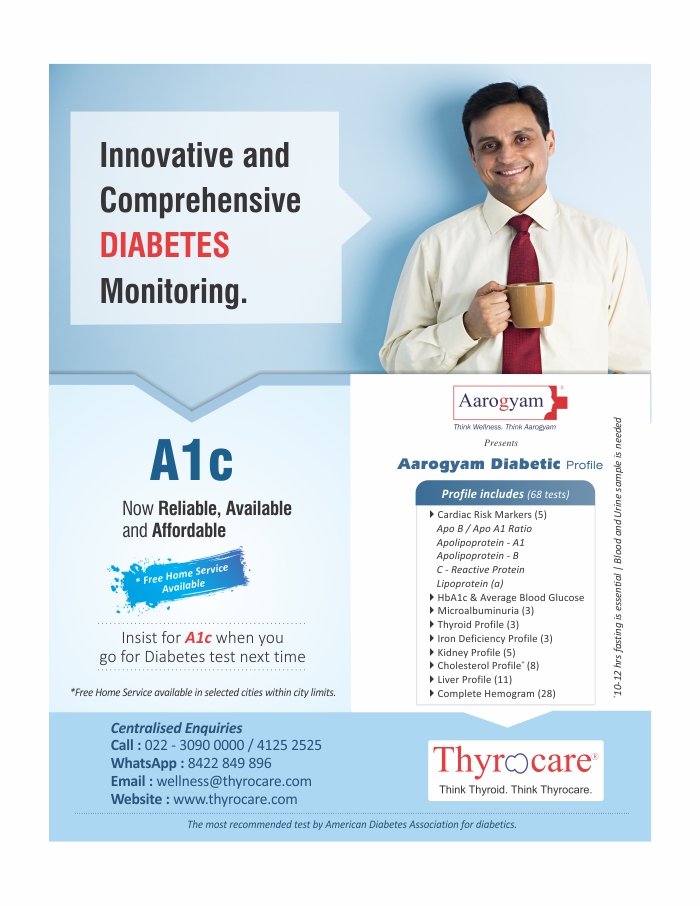 Innovative and
Comprehensive
DIABETES
Monitoring.
A1c
Now Reliable, Available
and Affordable
* Free Home Service
Available
Insist for A1c when you
go for Diabetes test next time
*Free Home Service available in selected cities within city limits.
Aarogyam®
Think Wellness. Think Aarogyam
Presents
Aarogyam Diabetic Profile
Profile includes (68 tests)
Cardiac Risk Markers (5)
Apo B / Apo A1 Ratio
Apolipoprotein - A1
Apolipoprotein - B
C - Reactive Protein
Lipoprotein (a)
HbA1c & Average Blood Glucose
Microalbuminuria (3)
Thyroid Profile (3)
Iron Deficiency Profile (3)
Kidney Profile (5)
Cholesterol Profile* (8)
Liver Profile (11)
Complete Hemogram (28)
*10-12 hrs fasting is essential | Blood and Urine sample is needed
Centralised Enquiries
Call : 022 - 3090 0000 / 4125 2525
WhatsApp : 8422 849 896
Email : wellness@thyrocare.com
Website : www.thyrocare.com
Thyrocare®
Think Thyroid. Think Thyrocare.
The most recommended test by American Diabetes Association for diabetics.